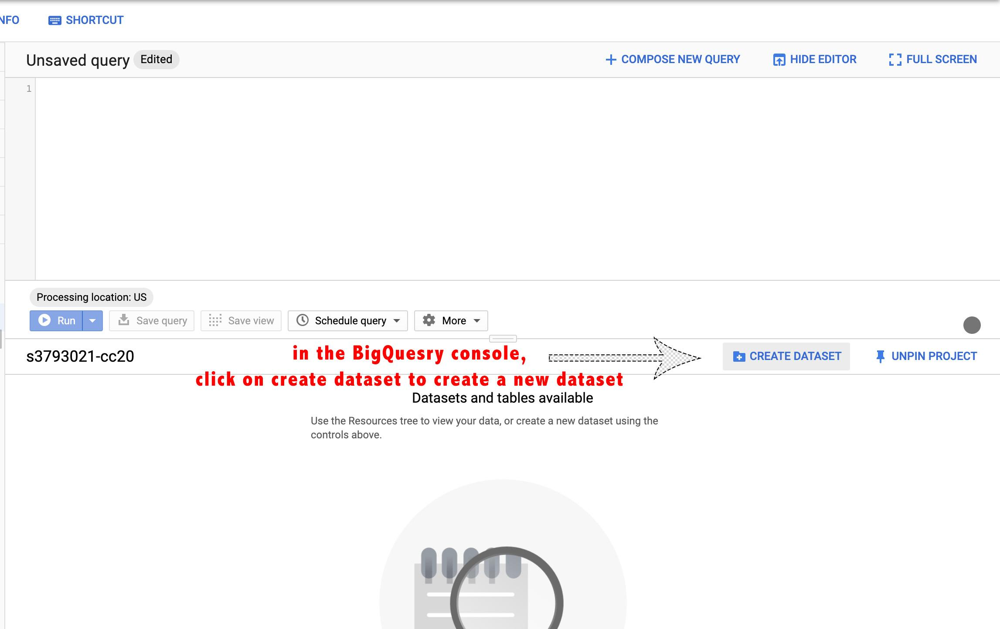 NFO SHORTCUT
Unsaved query Edited COMPOSE NEW QUERY HIDE EDITOR FULL SCREEN
1
Processing location: US
Run Save query Save view Schedule query More
s3793021-cc20 in the BigQuesry console, CREATE DATASET UNPIN PROJECT
click on create dataset to create a new dataset
Datasets and tables available
Use the Resources tree to view your data, or create a new dataset using the
controls above.